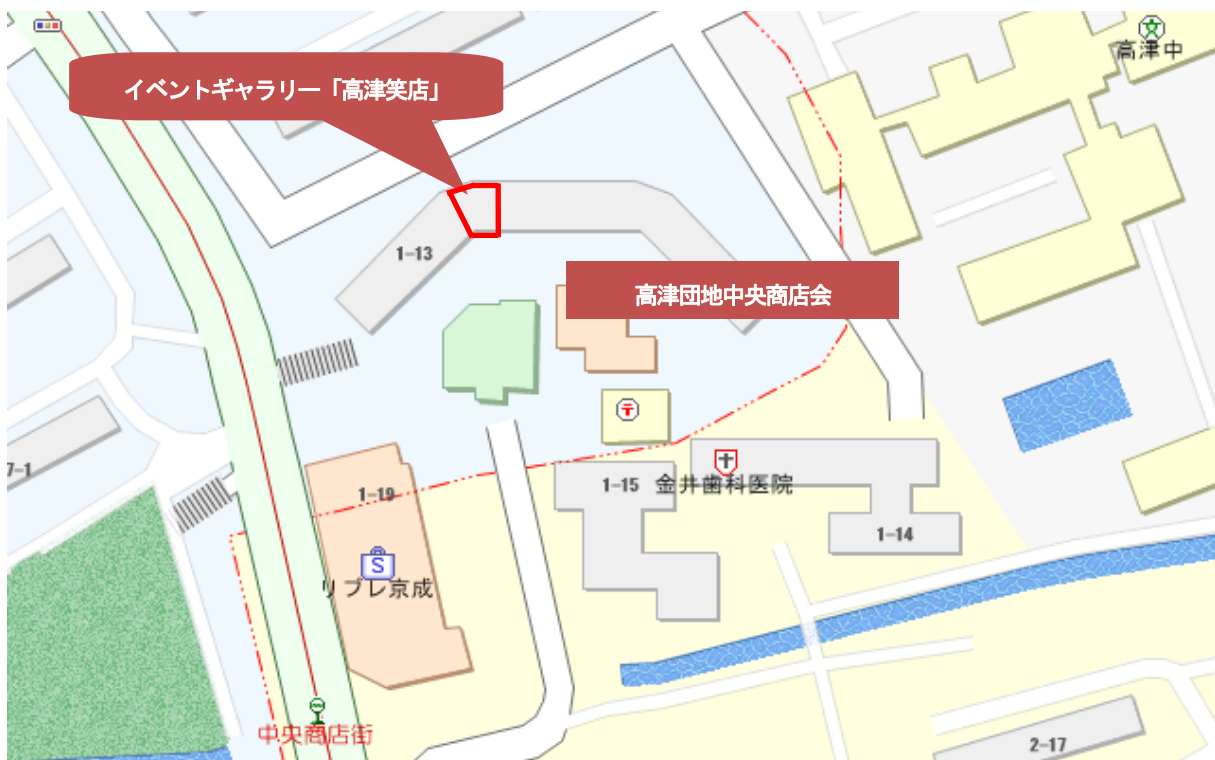 高津中
イベントギャラリー「高津笑店」
1-13
高津団地中央商店会
〒
7-1
1-19
1-15
金井歯科医院
1-14
S
リブレ京成
中央商店街
2-17